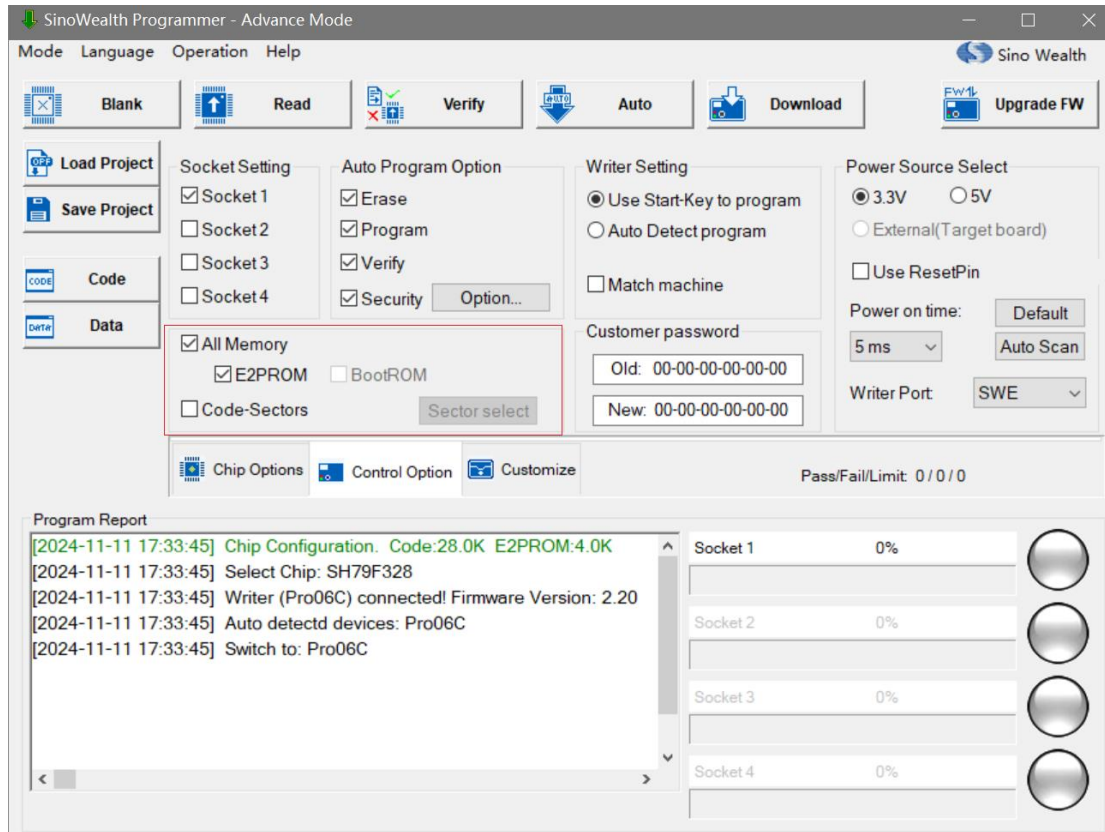 SinoWealth Programmer - Advance Mode
Mode Language Operation Help
Sino Wealth
Blank
Read
Verify
AUTO
Auto
Download
FW
Upgrade FW
OPP
Load Project
Save Project
CODE
Code
DATA
Data
Socket Setting
Socket 1
Socket 2
Socket 3
Socket 4
Auto Program Option
Erase
Program
Verify
Security Option...
Writer Setting
Use Start-Key to program
Auto Detect program
Match machine
Power Source Select
3.3V 5V
External(Target board)
Use ResetPin
Power on time: Default
5 ms Auto Scan
Writer Port: SWE
All Memory
E2PROM BootROM
Code-Sectors Sector select
Customer password
Old: 00-00-00-00-00-00
New: 00-00-00-00-00-00
Chip Options Control Option Customize
Pass/Fail/Limit: 0 / 0 / 0
Program Report
[2024-11-11 17:33:45] Chip Configuration. Code:28.0K E2PROM:4.0K
[2024-11-11 17:33:45] Select Chip: SH79F328
[2024-11-11 17:33:45] Writer (Pro06C) connected! Firmware Version: 2.20
[2024-11-11 17:33:45] Auto detectd devices: Pro06C
[2024-11-11 17:33:45] Switch to: Pro06C
Socket 1 0%
Socket 2 0%
Socket 3 0%
Socket 4 0%